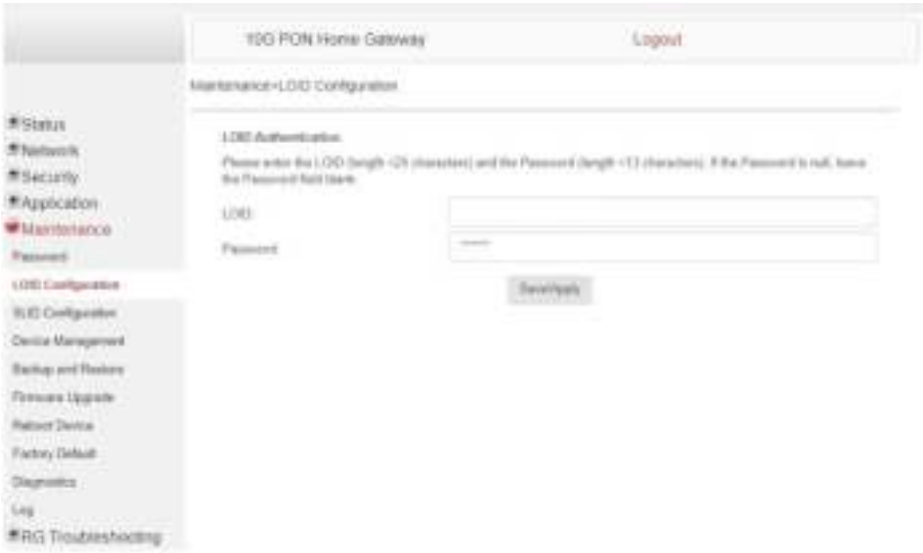 10G PON Home Gateway
Logout
Maintenance>LOID Configuration
Status
Network
Security
Application
Maintenance
Password
LOID Configuration
SLID Configuration
Device Management
Backup and Restore
Firmware Upgrade
Reboot Device
Factory Default
Diagnostics
Log
RG Troubleshooting
LOID Authentication
Please enter the LOID (length <25 characters) and the Password (length <13 characters). If the Password is null, leave
the Password field blank.
LOID:
Password:
Save/Apply